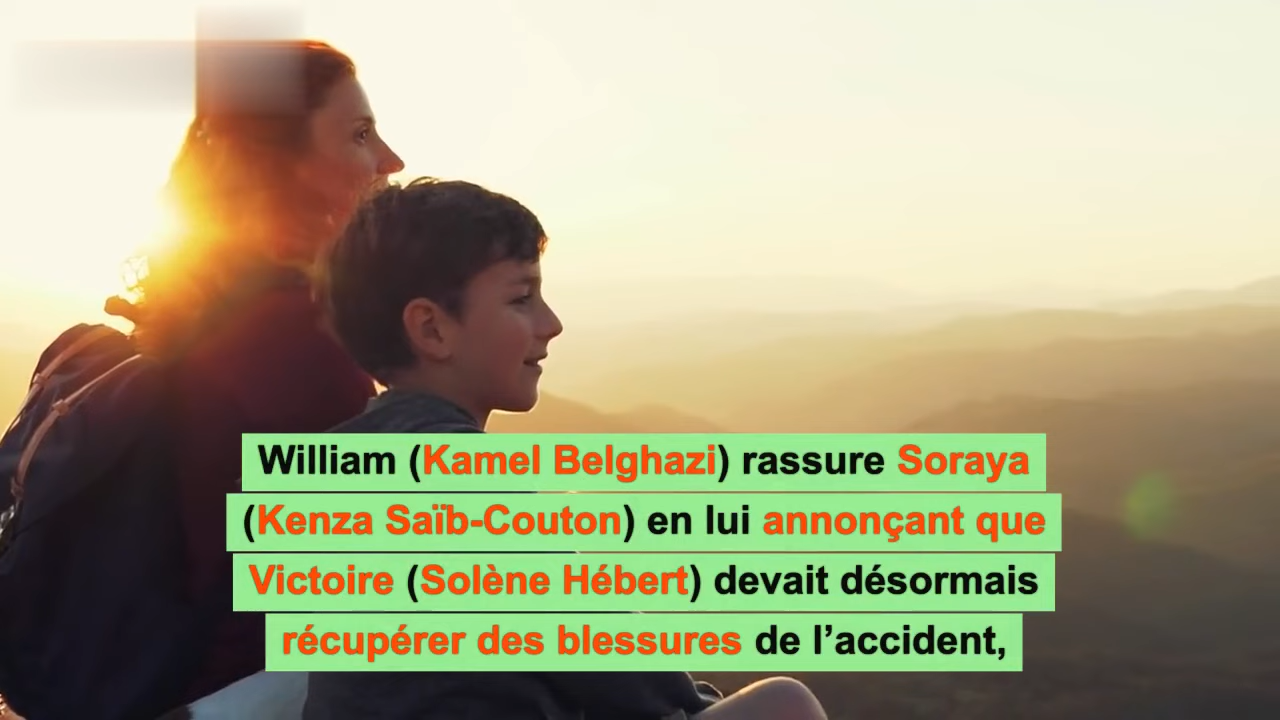 William (Kamel Belghazi) rassure Soraya
(Kenza Saïb-Couton) en lui annonçant que
Victoire (Solène Hébert) devait désormais
récupérer des blessures de l’accident,